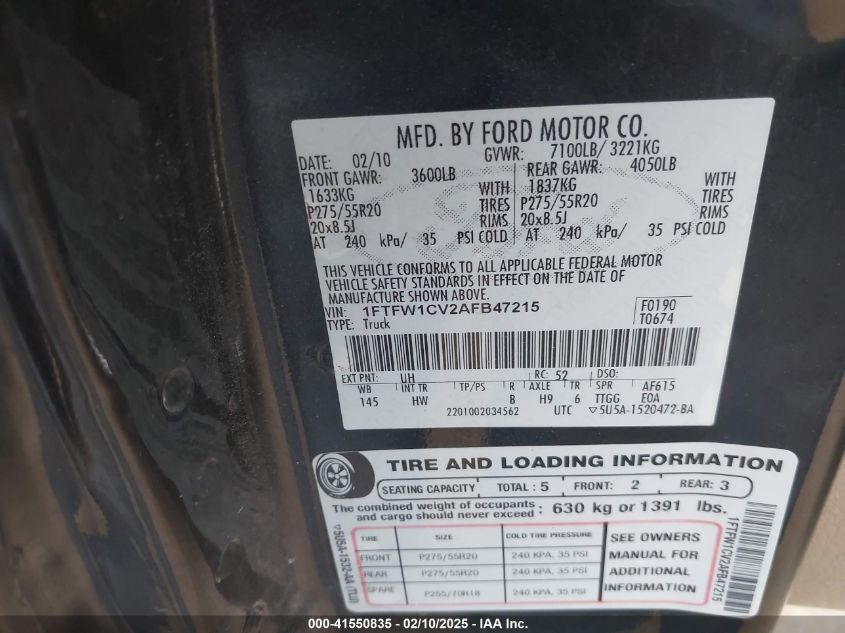 MFD. BY FORD MOTOR CO.
DATE: 02/10 GVWR: 7100LB/ 3221KG
FRONT GAWR: 3600LB REAR GAWR: 4050LB
1633KG WITH 1837KG WITH
P275/55R20 TIRES P275/55R20 TIRES
20x8.5J RIMS 20x8.5J RIMS
AT 240 kPa/ 35 PSI COLD AT 240 kPa/ 35 PSI COLD
THIS VEHICLE CONFORMS TO ALL APPLICABLE FEDERAL MOTOR
VEHICLE SAFETY STANDARDS IN EFFECT ON THE DATE OF
MANUFACTURE SHOWN ABOVE.
VIN: 1FTFW1CV2AFB47215 F0190
TYPE: Truck T0674
EXT PNT: UH RC: 52 DSO:
WB INT TR TP/PS R AXLE TR SPR AF615
145 HW B H9 6 TTGG E0A
2201002034562 UTC ▽5U5A-1520472-BA
TIRE AND LOADING INFORMATION
SEATING CAPACITY TOTAL : 5 FRONT: 2 REAR: 3
The combined weight of occupants
and cargo should never exceed : 630 kg or 1391 lbs.
TIRE SIZE COLD TIRE PRESSURE SEE OWNERS
FRONT P275/55R20 240 KPA, 35 PSI MANUAL FOR
REAR P275/55R20 240 KPA, 35 PSI ADDITIONAL
SPARE P255/70R18 240 KPA, 35 PSI INFORMATION
▽5U5A-1532-AA (TLU)
1FTFW1CV2AFB47215
000-41550835 - 02/10/2025 - IAA Inc.